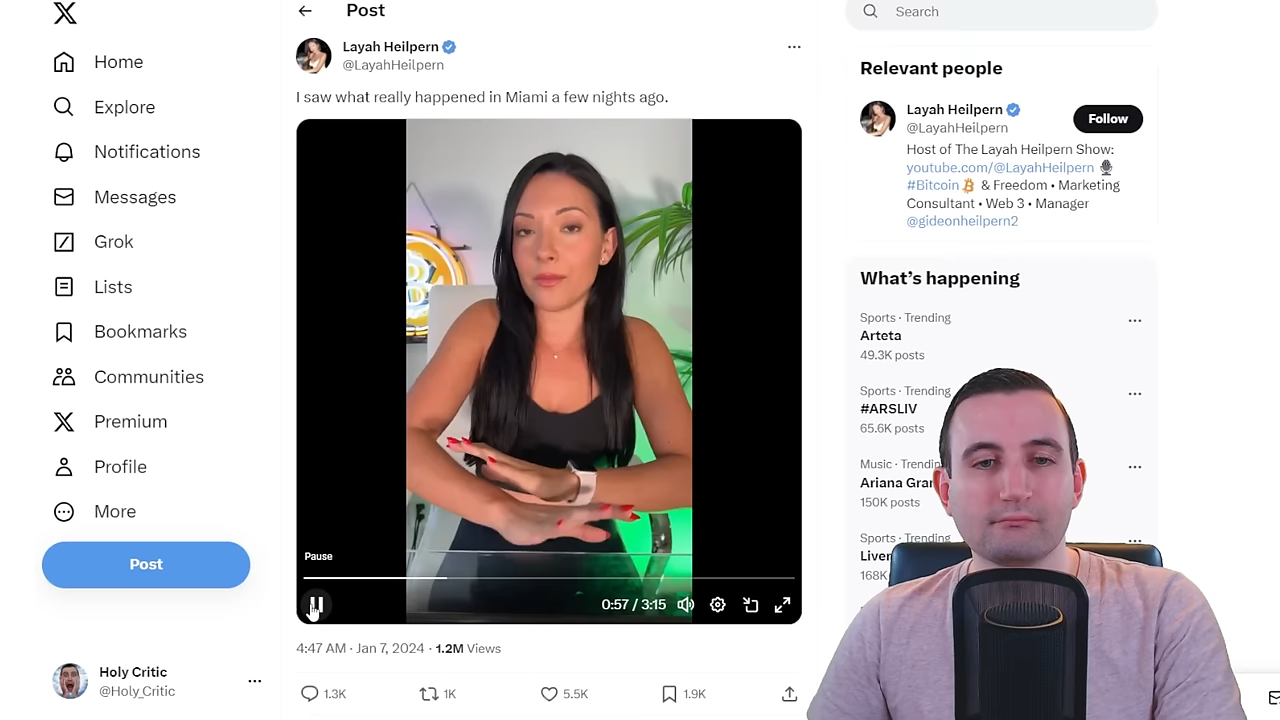 Home
Explore
Notifications
Messages
Grok
Lists
Bookmarks
Communities
Premium
Profile
More
Post
Holy Critic
@Holy_Critic
Post
Layah Heilpern
@LayahHeilpern
I saw what really happened in Miami a few nights ago.
Pause
0:57 / 3:15
4:47 AM · Jan 7, 2024 · 1.2M Views
1.3K 1K 5.5K 1.9K
Search
Relevant people
Layah Heilpern
@LayahHeilpern
Follow
Host of The Layah Heilpern Show:
youtube.com/@LayahHeilpern
#Bitcoin & Freedom • Marketing
Consultant • Web 3 • Manager
@gideonheilpern2
What's happening
Sports · Trending
Arteta
49.3K posts
Sports · Trending
#ARSLIV
65.6K posts
Music · Trendin
Ariana Gran
150K posts
Sports · Trending
Liver
168K